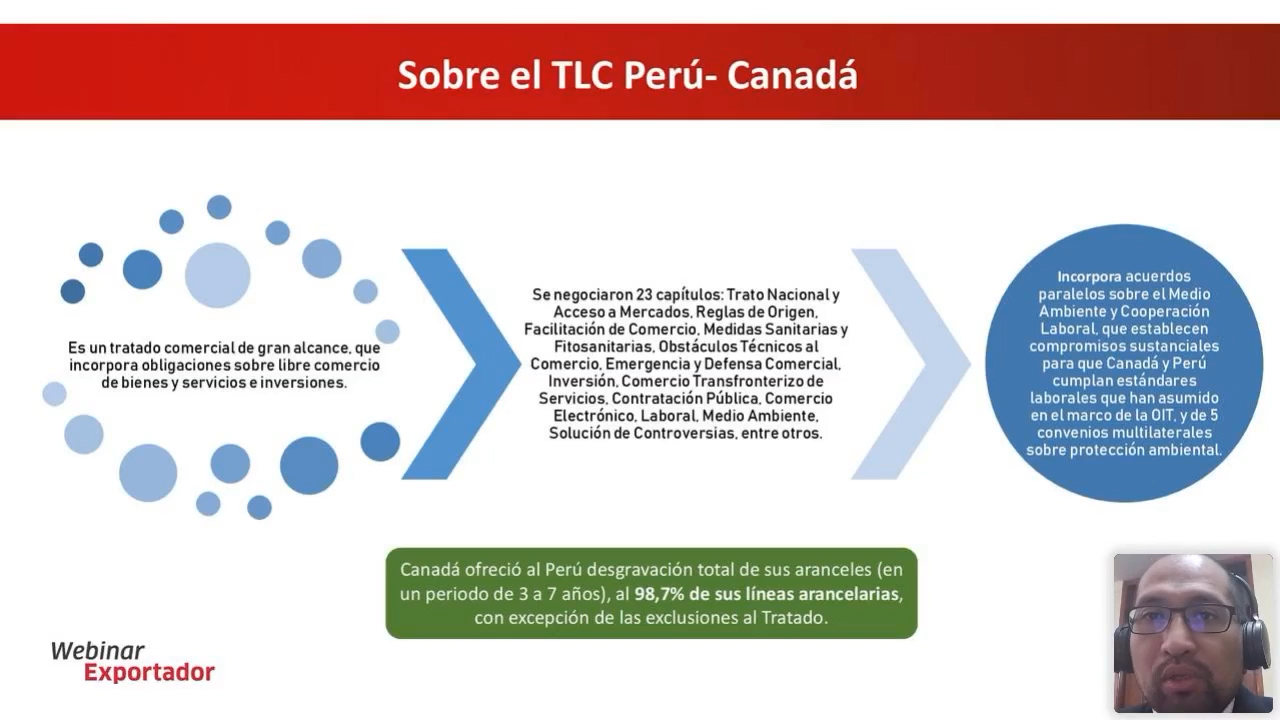 Sobre el TLC Perú- Canadá
Es un tratado comercial de gran alcance, que
incorpora obligaciones sobre libre comercio
de bienes y servicios e inversiones.
Se negociaron 23 capítulos: Trato Nacional y
Acceso a Mercados, Reglas de Origen,
Facilitación de Comercio, Medidas Sanitarias y
Fitosanitarias, Obstáculos Técnicos al
Comercio, Emergencia y Defensa Comercial,
Inversión, Comercio Transfronterizo de
Servicios, Contratación Pública, Comercio
Electrónico, Laboral, Medio Ambiente,
Solución de Controversias, entre otros.
Incorpora acuerdos
paralelos sobre el Medio
Ambiente y Cooperación
Laboral, que establecen
compromisos sustanciales
para que Canadá y Perú
cumplan estándares
laborales que han asumido
en el marco de la OIT, y de 5
convenios multilaterales
sobre protección ambiental.
Canadá ofreció al Perú desgravación total de sus aranceles (en
un periodo de 3 a 7 años), al 98,7% de sus líneas arancelarias,
con excepción de las exclusiones al Tratado.
Webinar
Exportador